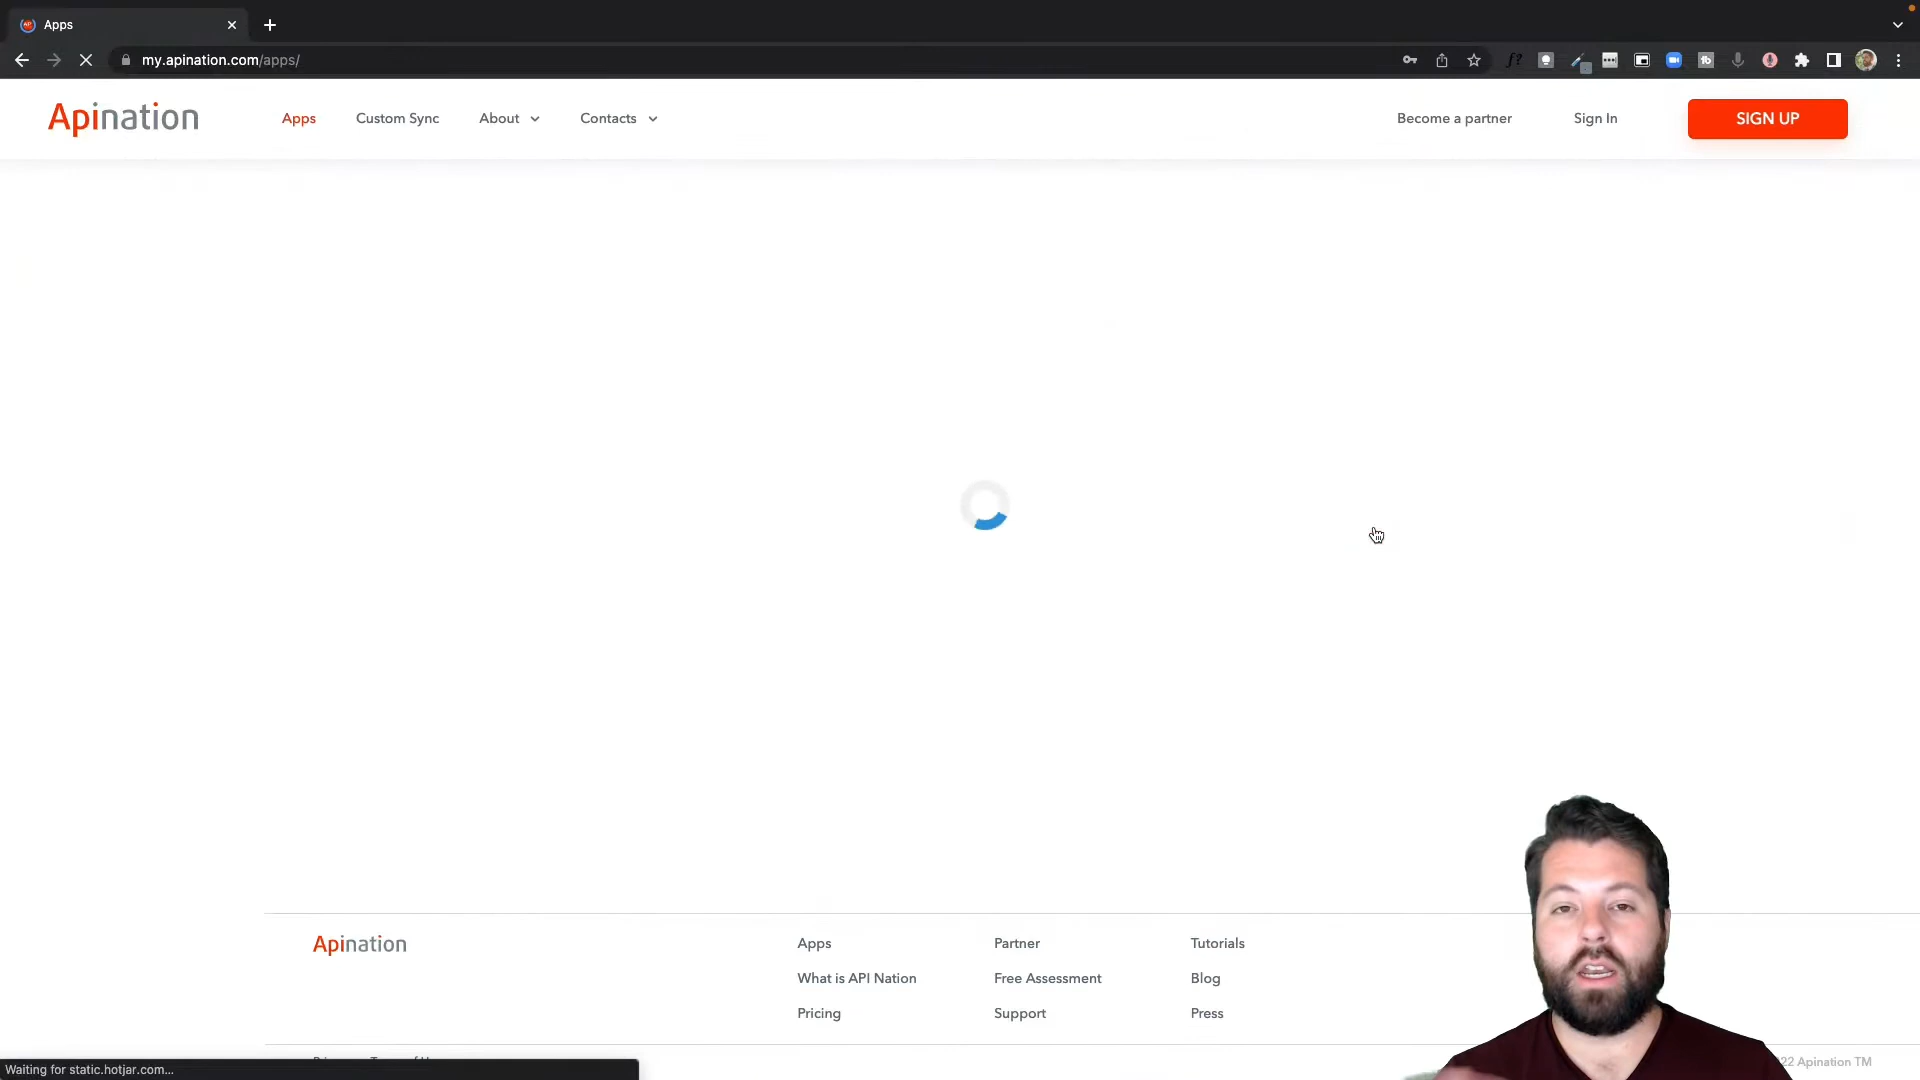 Apps
my.apination.com/apps/
Apination
Apps
Custom Sync
About
Contacts
Become a partner
Sign In
SIGN UP
Apination
Apps
Partner
Tutorials
What is API Nation
Free Assessment
Blog
Pricing
Support
Press
22 Apination TM
Waiting for static.hotjar.com...